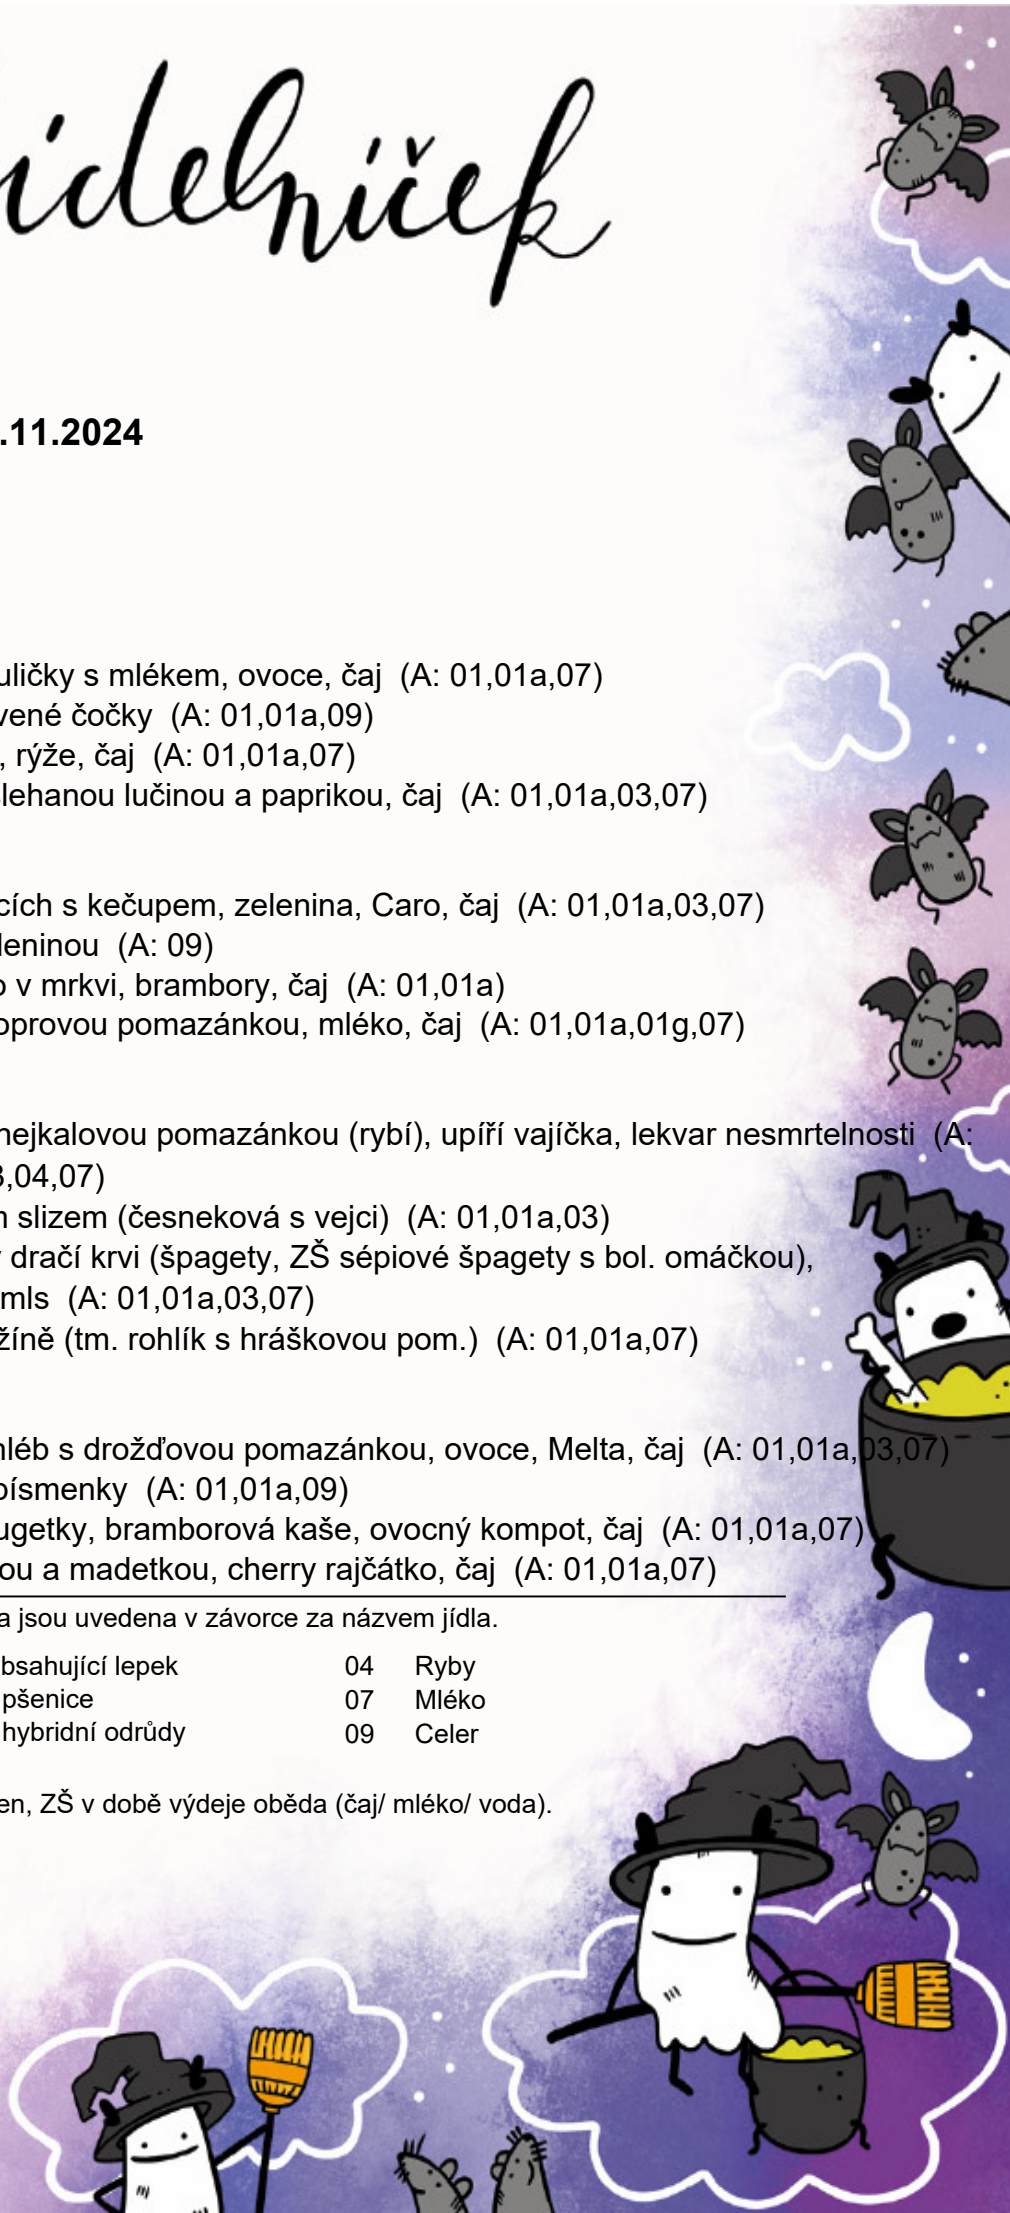 ídelníček
.11.2024
uličky s mlékem, ovoce, čaj (A: 01,01a,07)
vené čočky (A: 01,01a,09)
, rýže, čaj (A: 01,01a,07)
šlehanou lučinou a paprikou, čaj (A: 01,01a,03,07)
cích s kečupem, zelenina, Caro, čaj (A: 01,01a,03,07)
leninou (A: 09)
o v mrkvi, brambory, čaj (A: 01,01a)
oprovou pomazánkou, mléko, čaj (A: 01,01a,01g,07)
hejkalovou pomazánkou (rybí), upíří vajíčka, lekvar nesmrtelnosti (A:
3,04,07)
m slizem (česneková s vejci) (A: 01,01a,03)
v dračí krvi (špagety, ZŠ sépiové špagety s bol. omáčkou),
mls (A: 01,01a,03,07)
žíně (tm. rohlík s hráškovou pom.) (A: 01,01a,07)
hléb s drožďovou pomazánkou, ovoce, Melta, čaj (A: 01,01a,03,07)
písmenky (A: 01,01a,09)
ugetky, bramborová kaše, ovocný kompot, čaj (A: 01,01a,07)
ou a madetkou, cherry rajčátko, čaj (A: 01,01a,07)
a jsou uvedena v závorce za názvem jídla.
bsahující lepek 04 Ryby
pšenice 07 Mléko
hybridní odrůdy 09 Celer
en, ZŠ v době výdeje oběda (čaj/ mléko/ voda).